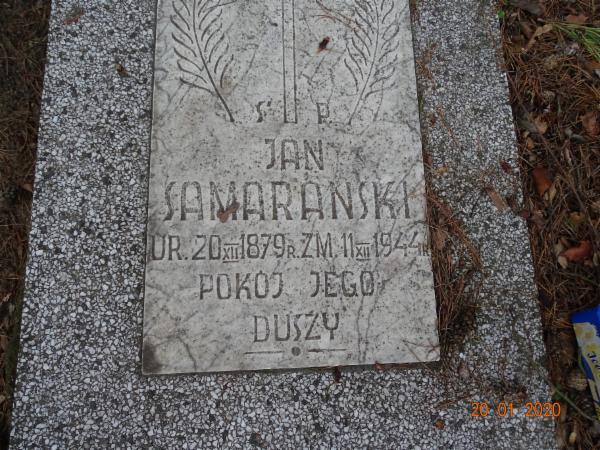 Ś P
JAN
SAMARAŃSKI
UR. 20 XII 1879 R. ZM. 11 XII 1944 R.
POKÓJ JEGO
DUSZY
20 01 2020